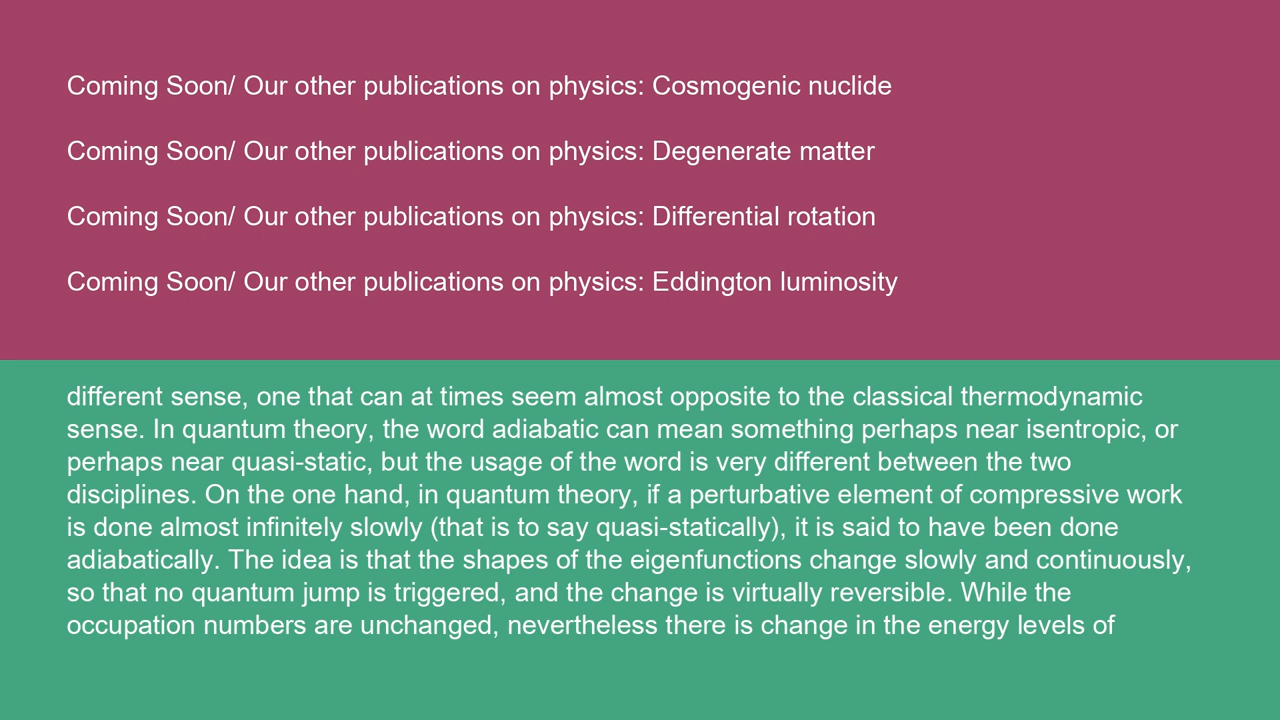 Coming Soon/ Our other publications on physics: Cosmogenic nuclide
Coming Soon/ Our other publications on physics: Degenerate matter
Coming Soon/ Our other publications on physics: Differential rotation
Coming Soon/ Our other publications on physics: Eddington luminosity
different sense, one that can at times seem almost opposite to the classical thermodynamic
sense. In quantum theory, the word adiabatic can mean something perhaps near isentropic, or
perhaps near quasi-static, but the usage of the word is very different between the two
disciplines. On the one hand, in quantum theory, if a perturbative element of compressive work
is done almost infinitely slowly (that is to say quasi-statically), it is said to have been done
adiabatically. The idea is that the shapes of the eigenfunctions change slowly and continuously,
so that no quantum jump is triggered, and the change is virtually reversible. While the
occupation numbers are unchanged, nevertheless there is change in the energy levels of